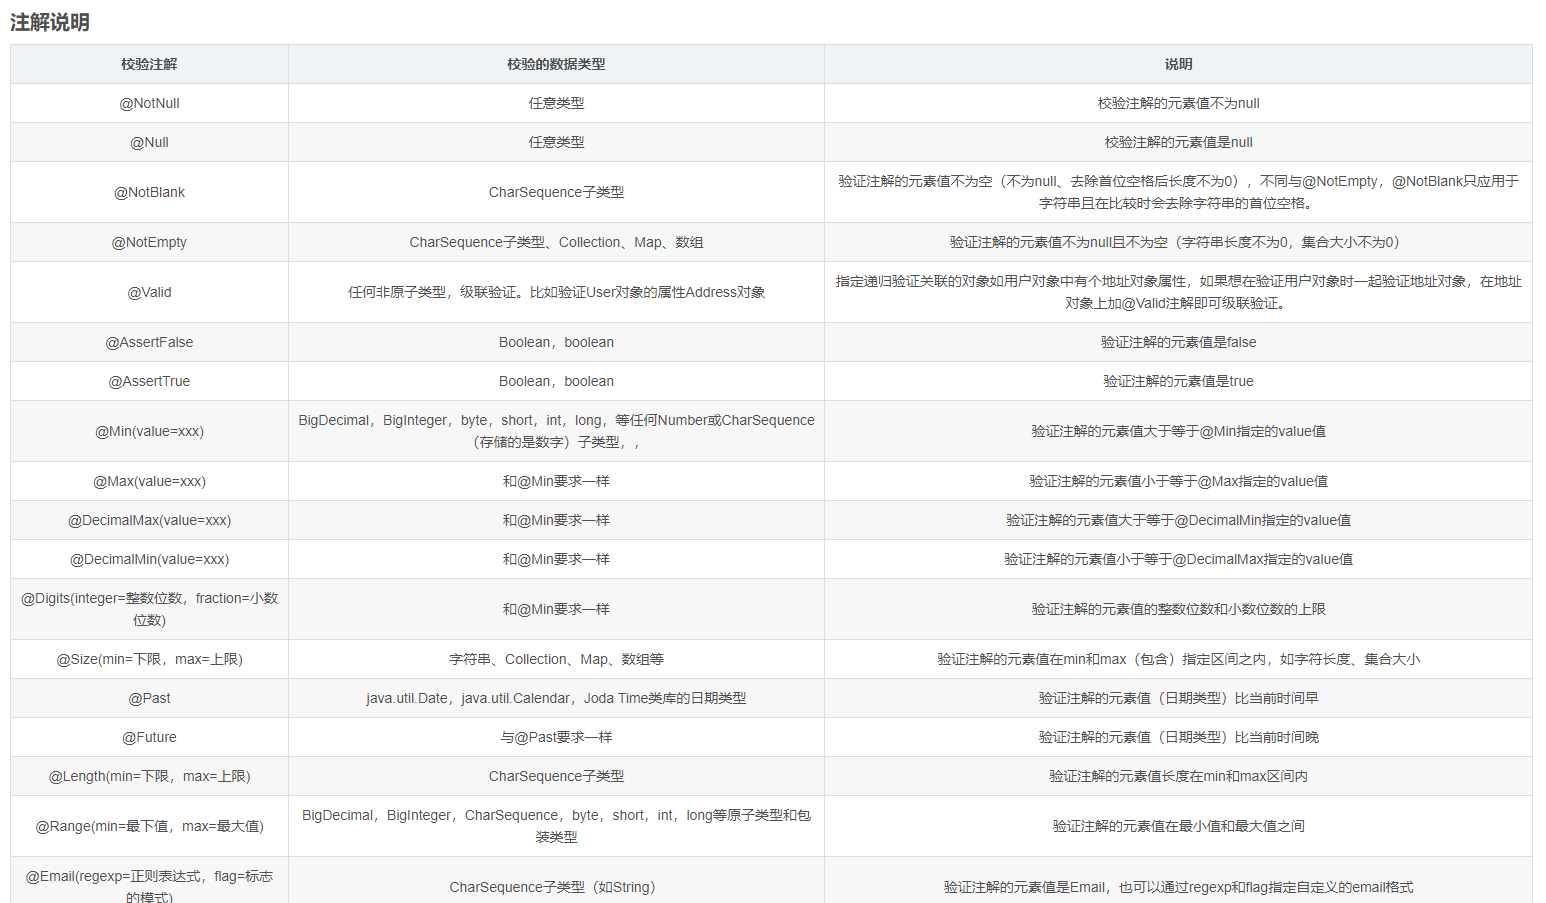 注解说明
校验注解 校验的数据类型 说明
@NotNull 任意类型 校验注解的元素值不为null
@Null 任意类型 校验注解的元素值是null
@NotBlank CharSequence子类型 验证注解的元素值不为空（不为null、去除首位空格后长度不为0），不同与@NotEmpty，@NotBlank只应用于
字符串且在比较时会去除字符串的首位空格。
@NotEmpty CharSequence子类型、Collection、Map、数组 验证注解的元素值不为null且不为空（字符串长度不为0，集合大小不为0）
@Valid 任何非原子类型，级联验证。比如验证User对象的属性Address对象 指定递归验证关联的对象如用户对象中有个地址对象属性，如果想在验证用户对象时一起验证地址对象，在地址
对象上加@Valid注解即可级联验证。
@AssertFalse Boolean，boolean 验证注解的元素值是false
@AssertTrue Boolean，boolean 验证注解的元素值是true
@Min(value=xxx) BigDecimal，BigInteger，byte，short，int，long，等任何Number或CharSequence
（存储的是数字）子类型，, 验证注解的元素值大于等于@Min指定的value值
@Max(value=xxx) 和@Min要求一样 验证注解的元素值小于等于@Max指定的value值
@DecimalMax(value=xxx) 和@Min要求一样 验证注解的元素值大于等于@DecimalMin指定的value值
@DecimalMin(value=xxx) 和@Min要求一样 验证注解的元素值小于等于@DecimalMax指定的value值
@Digits(integer=整数位数，fraction=小数
位数) 和@Min要求一样 验证注解的元素值的整数位数和小数位数的上限
@Size(min=下限，max=上限) 字符串、Collection、Map、数组等 验证注解的元素值在min和max（包含）指定区间之内，如字符长度、集合大小
@Past java.util.Date，java.util.Calendar，Joda Time类库的日期类型 验证注解的元素值（日期类型）比当前时间早
@Future 与@Past要求一样 验证注解的元素值（日期类型）比当前时间晚
@Length(min=下限，max=上限) CharSequence子类型 验证注解的元素值长度在min和max区间内
@Range(min=最下值，max=最大值) BigDecimal，BigInteger，CharSequence，byte，short，int，long等原子类型和包
装类型 验证注解的元素值在最小值和最大值之间
@Email(regexp=正则表达式，flag=标志
的模式) CharSequence子类型（如String） 验证注解的元素值是Email，也可以通过regexp和flag指定自定义的email格式